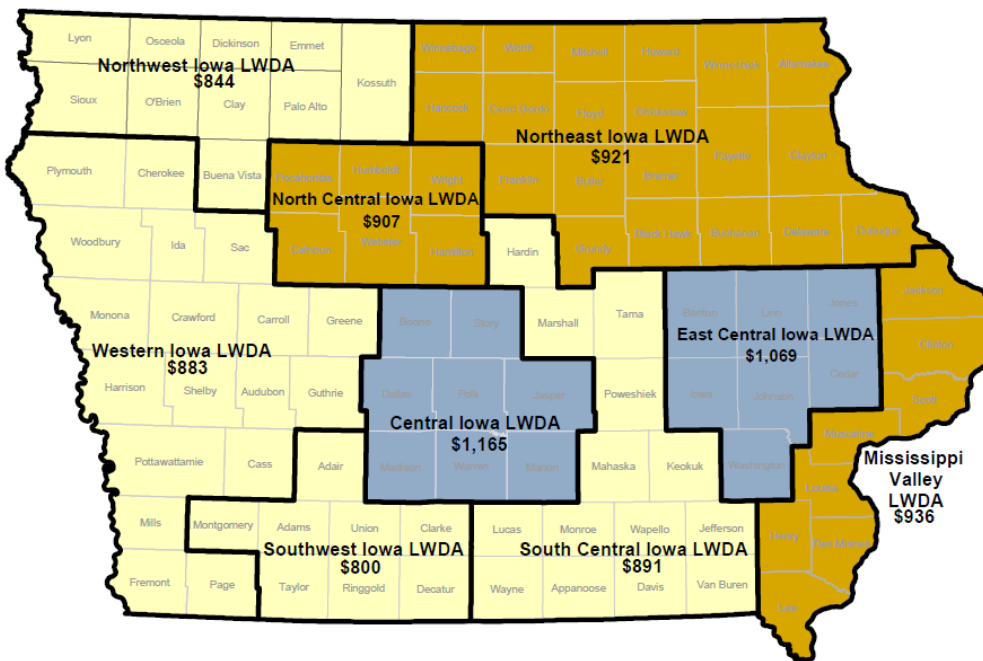 Lyon Osceola Dickinson Emmet Winnebago Worth Mitchell Howard Winneshiek Allamakee
Northwest Iowa LWDA
$844
Kossuth
Sioux O'Brien Clay Palo Alto Hancock Cerro Gordo Floyd Chickasaw
Northeast Iowa LWDA
$921
Plymouth Cherokee Buena Vista Pocahontas Humboldt Wright Franklin Butler Bremer Fayette Clayton
North Central Iowa LWDA
$907
Woodbury Ida Sac Calhoun Webster Hamilton Hardin Grundy Black Hawk Buchanan Delaware Dubuque
Monona Crawford Carroll Greene Boone Story Marshall Tama Benton Linn Jones Jackson
Western Iowa LWDA
$883
East Central Iowa LWDA
$1,069
Clinton
Harrison Shelby Audubon Guthrie Dallas Polk Jasper Poweshiek Iowa Johnson Cedar Scott
Central Iowa LWDA
$1,165
Muscatine
Pottawattamie Cass Adair Madison Warren Marion Mahaska Keokuk Washington Louisa
Mississippi
Valley
LWDA
$936
Mills Montgomery Adams Union Clarke Lucas Monroe Wapello Jefferson Henry Des Moines
Southwest Iowa LWDA
$800
South Central Iowa LWDA
$891
Fremont Page Taylor Ringgold Decatur Wayne Appanoose Davis Van Buren Lee